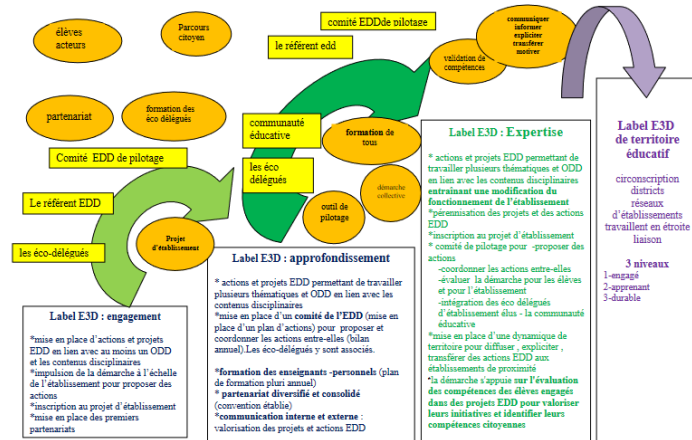 élèves
acteurs
Parcours
citoyen
comité EDDde pilotage
le référent edd
communiquer
informer
expliciter
transférer
motiver
validation de
compétences
partenariat
formation des
éco délégués
communauté
éducative
formation de
tous
les éco
délégués
démarche
collective
outil de
pilotage
Comité EDD de pilotage
Le référent EDD
les éco-délégués
Projet
d'établissement
Label E3D : engagement
*mise en place d'actions et projets
EDD en lien avec au moins un ODD
et les contenus disciplinaires
*impulsion de la démarche à l'échelle
de l'établissement pour proposer des
actions
*inscription au projet d'établissement
*mise en place des premiers
partenariats
Label E3D : approfondissement
* actions et projets EDD permettant de travailler
plusieurs thématiques et ODD en lien avec les
contenus disciplinaires
*mise en place d'un comité de l'EDD (mise en
place d'un plan d'actions) pour proposer et
coordonner les actions entre-elles (bilan
annuel).Les éco-délégués y sont associés.
*formation des enseignants -personnels (plan
de formation pluri annuel)
* partenariat diversifié et consolidé
(convention établie)
*communication interne et externe :
valorisation des projets et actions EDD
Label E3D : Expertise
* actions et projets EDD permettant de
travailler plusieurs thématiques et ODD
en lien avec les contenus disciplinaires
entrainant une modification du
fonctionnement de l'établissement
*pérennisation des projets et des actions
EDD
*inscription au projet d'établissement
* comité de pilotage pour -proposer des
actions
-coordonner les actions entre-elles
-évaluer la démarche pour les élèves
et pour l'établissement
-intégration des éco délégués
d'établissement élus - la communauté
éducative
*mise en place d'une dynamique de
territoire pour diffuser , expliciter ,
transférer des actions EDD aux
établissements de proximité
*la démarche s'appuie sur l'évaluation
des compétences des élèves engagés
dans des projets EDD pour valoriser
leurs initiatives et identifier leurs
compétences citoyennes
Label E3D
de territoire
éducatif
circonscription
districts
réseaux
d'établissements
travaillent en étroite
liaison
3 niveaux
1-engagé
2-apprenant
3-durable